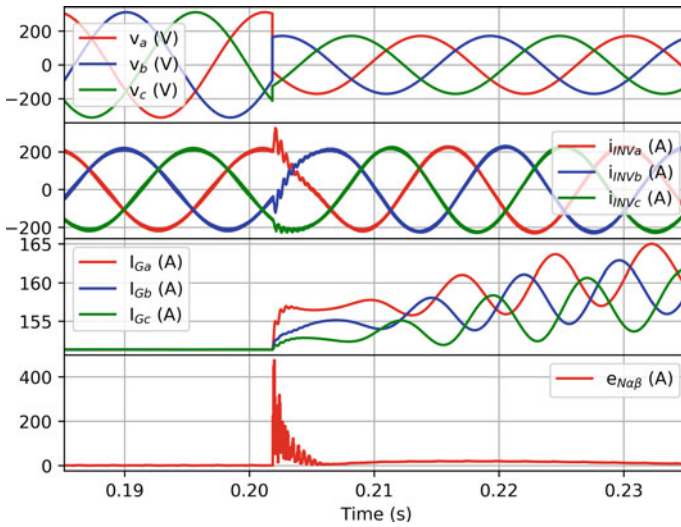 200
0
−200
v_a (V)
v_b (V)
v_c (V)
200
0
−200
i_INVa (A)
i_INVb (A)
i_INVc (A)
165
160
155
I_Ga (A)
I_Gb (A)
I_Gc (A)
400
200
0
e_Nαβ (A)
0.19 0.20 0.21 0.22 0.23
Time (s)